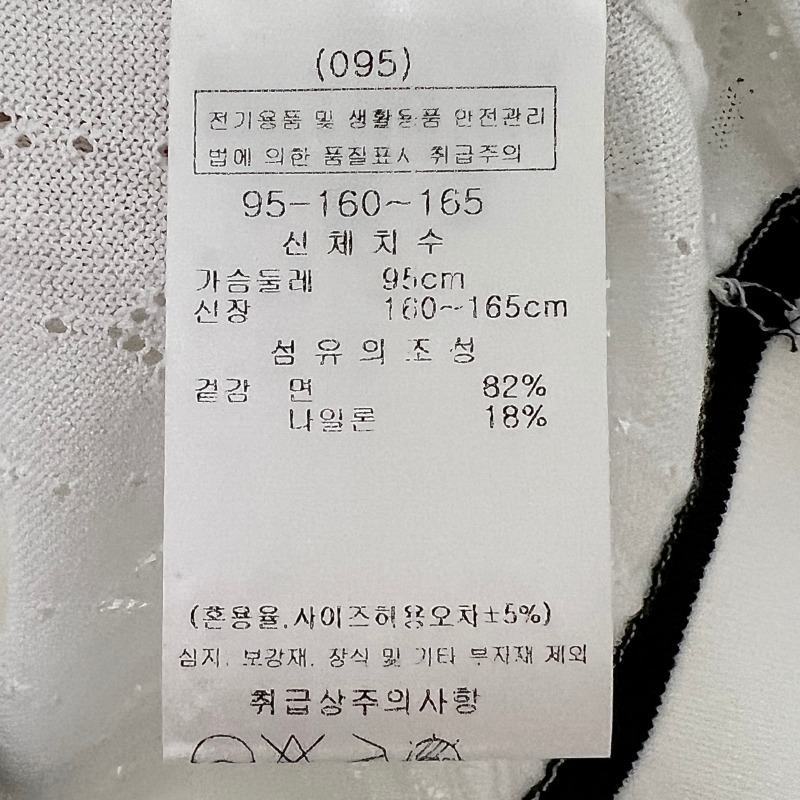 (095)
전기용품 및 생활용품 안전관리
법에 의한 품질표시 취급주의
95-160~165
신체치수
가슴둘레 95cm
신장 160~165cm
섬유의조성
겉감 면 82%
나일론 18%
(혼용율.사이즈허용오차±5%)
심지. 보강재. 장식 및 기타 부자재 제외
취급상주의사항